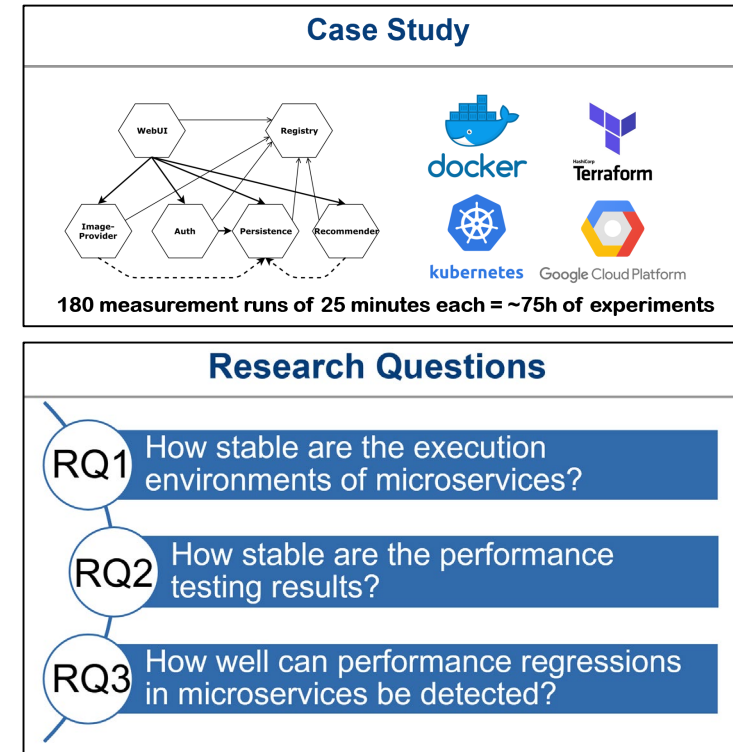 Case Study
WebUI
Registry
Image-
Provider
Auth
Persistence
Recommender
docker
HashiCorp
Terraform
kubernetes
Google Cloud Platform
180 measurement runs of 25 minutes each = ~75h of experiments
Research Questions
RQ1
How stable are the execution
environments of microservices?
RQ2
How stable are the performance
testing results?
RQ3
How well can performance regressions
in microservices be detected?